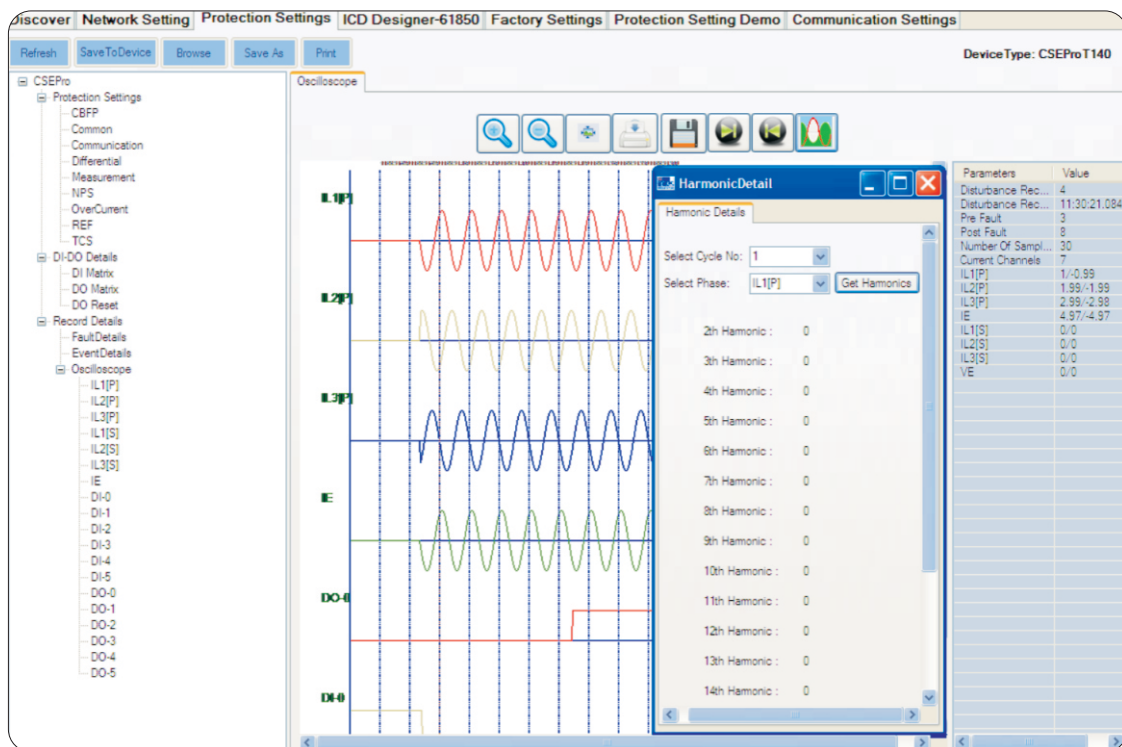 Discover Network Setting Protection Settings ICD Designer-61850 Factory Settings Protection Setting Demo Communication Settings
Refresh SaveToDevice Browse Save As Print
DeviceType: CSEProT140
CSEPro
Protection Settings
CBFP
Common
Communication
Differential
Measurement
NPS
OverCurrent
REF
TCS
DI-DO Details
DI Matrix
DO Matrix
DO Reset
Record Details
FaultDetails
EventDetails
Oscilloscope
IL1[P]
IL2[P]
IL3[P]
IL1[S]
IL2[S]
IL3[S]
IE
DI-0
DI-1
DI-2
DI-3
DI-4
DI-5
DO-0
DO-1
DO-2
DO-3
DO-4
DO-5
Oscilloscope
IL1[P]
IL2[P]
IL3[P]
IE
DO-0
DI-0
HarmonicDetail
Harmonic Details
Select Cycle No: 1
Select Phase: IL1[P] Get Harmonics
2th Harmonic : 0
3th Harmonic : 0
4th Harmonic : 0
5th Harmonic : 0
6th Harmonic : 0
7th Harmonic : 0
8th Harmonic : 0
9th Harmonic : 0
10th Harmonic : 0
11th Harmonic : 0
12th Harmonic : 0
13th Harmonic : 0
14th Harmonic : 0
Parameters Value
Disturbance Rec... 4
Disturbance Rec... 11:30:21.084
Pre Fault 3
Post Fault 8
Number Of Sampl... 30
Current Channels 7
IL1[P] 1/-0.99
IL2[P] 1.99/-1.99
IL3[P] 2.99/-2.98
IE 4.97/-4.97
IL1[S] 0/0
IL2[S] 0/0
IL3[S] 0/0
VE 0/0